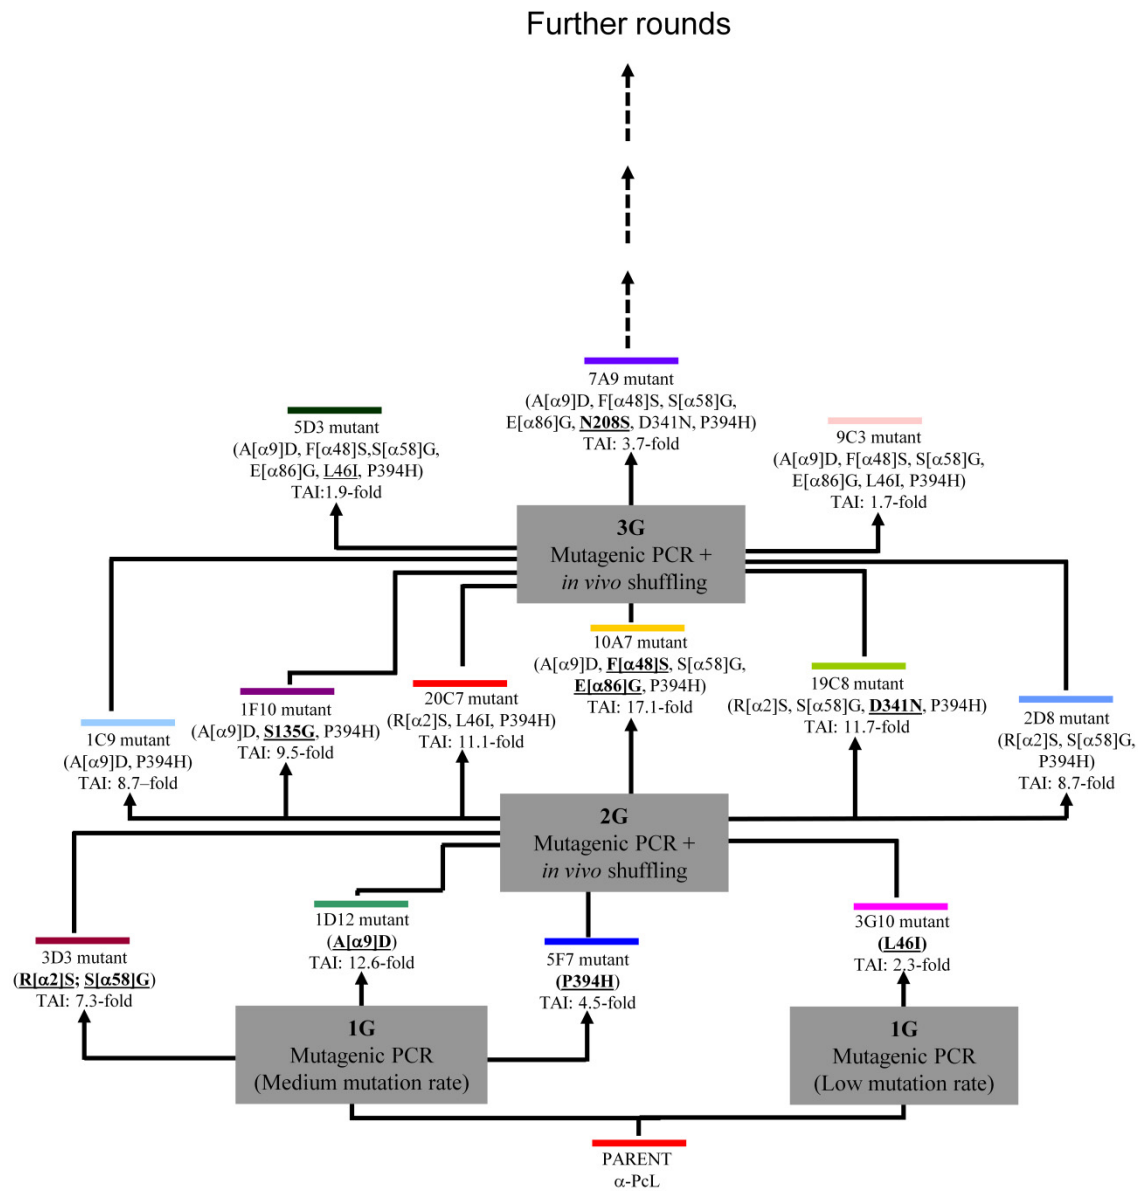 Further rounds
7A9 mutant
(A[α9]D, F[α48]S, S[α58]G,
E[α86]G, N208S, D341N, P394H)
TAI: 3.7-fold
5D3 mutant
(A[α9]D, F[α48]S,S[α58]G,
E[α86]G, L46I, P394H)
TAI:1.9-fold
9C3 mutant
(A[α9]D, F[α48]S, S[α58]G,
E[α86]G, L46I, P394H)
TAI: 1.7-fold
3G
Mutagenic PCR +
in vivo shuffling
1C9 mutant
(A[α9]D, P394H)
TAI: 8.7–fold
1F10 mutant
(A[α9]D, S135G, P394H)
TAI: 9.5-fold
20C7 mutant
(R[α2]S, L46I, P394H)
TAI: 11.1-fold
10A7 mutant
(A[α9]D, F[α48]S, S[α58]G,
E[α86]G, P394H)
TAI: 17.1-fold
19C8 mutant
(R[α2]S, S[α58]G, D341N, P394H)
TAI: 11.7-fold
2D8 mutant
(R[α2]S, S[α58]G,
P394H)
TAI: 8.7-fold
2G
Mutagenic PCR +
in vivo shuffling
3D3 mutant
(R[α2]S; S[α58]G)
TAI: 7.3-fold
1D12 mutant
(A[α9]D)
TAI: 12.6-fold
5F7 mutant
(P394H)
TAI: 4.5-fold
3G10 mutant
(L46I)
TAI: 2.3-fold
1G
Mutagenic PCR
(Medium mutation rate)
1G
Mutagenic PCR
(Low mutation rate)
PARENT
α-PcL